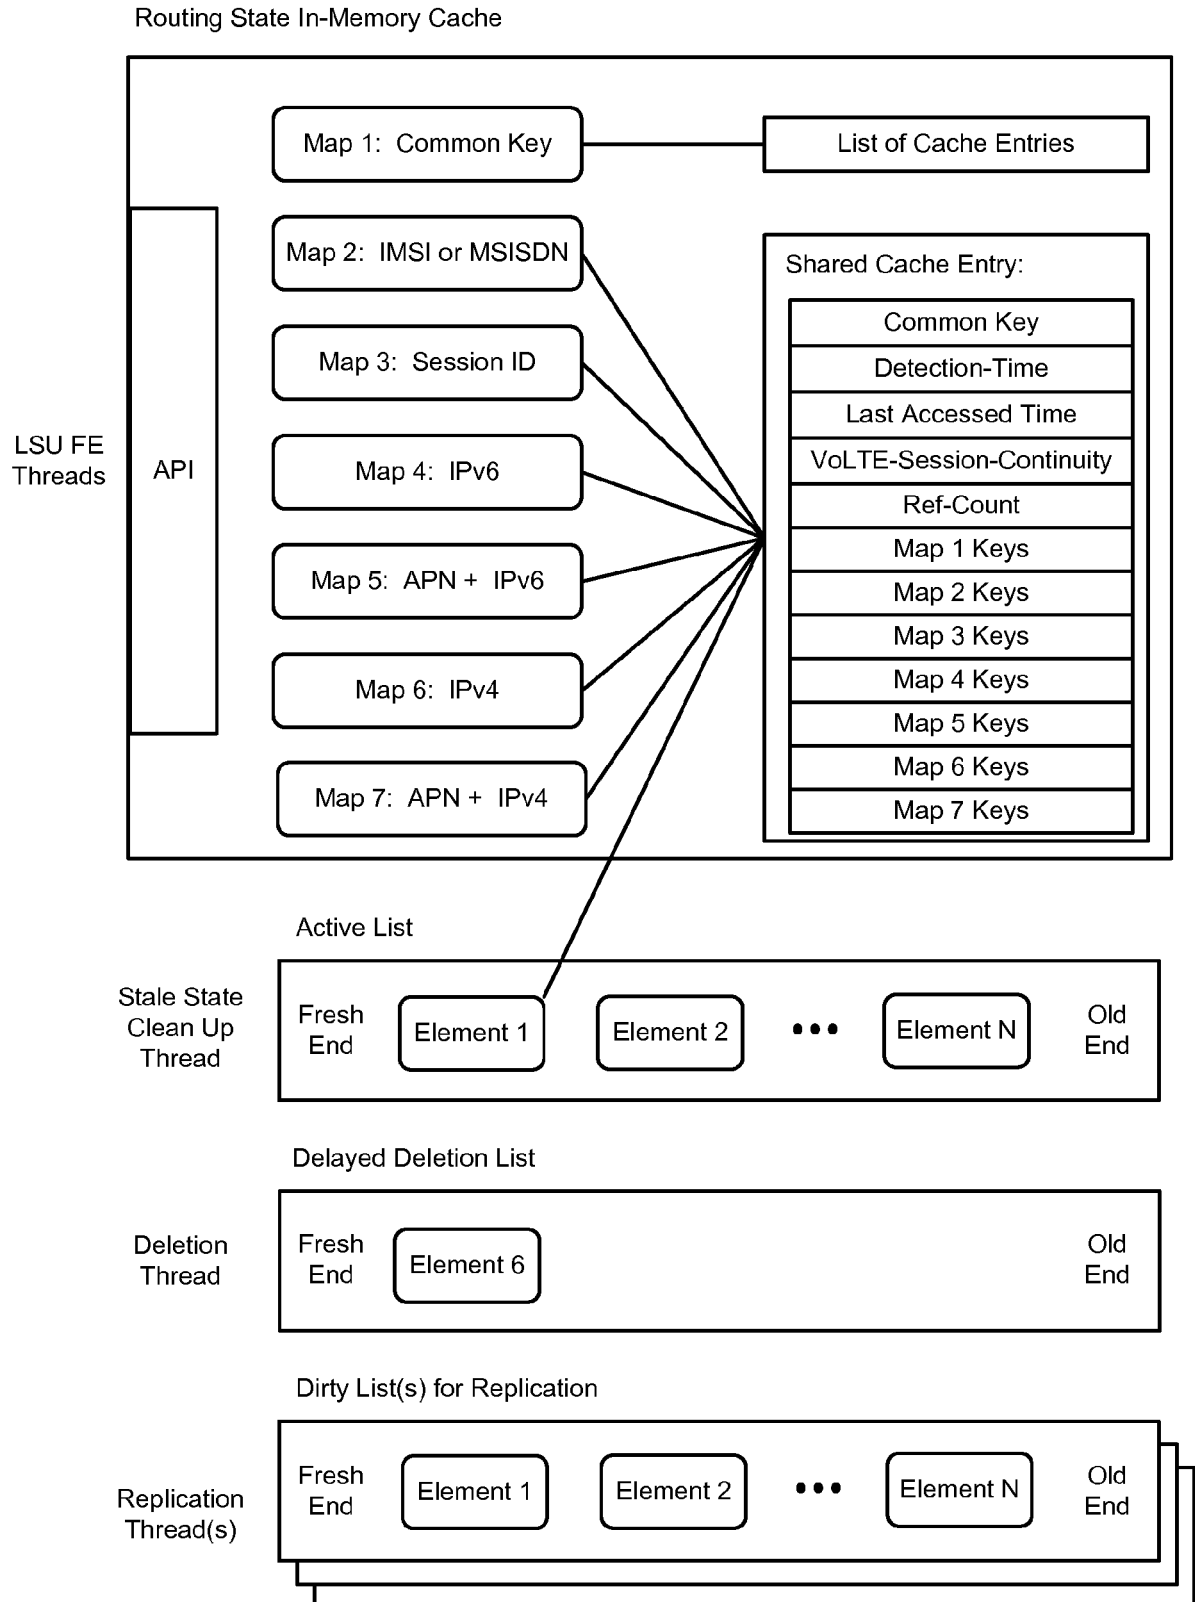 Routing State In-Memory Cache
Map 1: Common Key
List of Cache Entries
LSU FE
Threads
API
Map 2: IMSI or MSISDN
Map 3: Session ID
Map 4: IPv6
Map 5: APN + IPv6
Map 6: IPv4
Map 7: APN + IPv4
Shared Cache Entry:
Common Key
Detection-Time
Last Accessed Time
VoLTE-Session-Continuity
Ref-Count
Map 1 Keys
Map 2 Keys
Map 3 Keys
Map 4 Keys
Map 5 Keys
Map 6 Keys
Map 7 Keys
Active List
Stale State
Clean Up
Thread
Fresh
End
Element 1
Element 2
•••
Element N
Old
End
Delayed Deletion List
Deletion
Thread
Fresh
End
Element 6
Old
End
Dirty List(s) for Replication
Replication
Thread(s)
Fresh
End
Element 1
Element 2
•••
Element N
Old
End